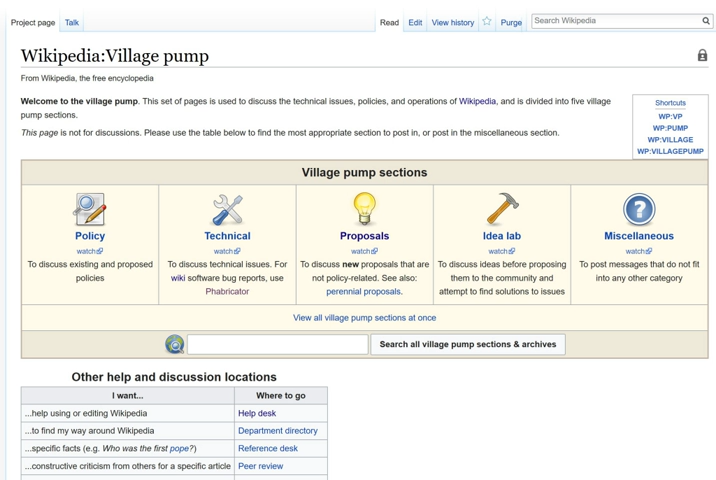 Project page
Talk
Read
Edit
View history
Purge
Search Wikipedia
Wikipedia:Village pump
From Wikipedia, the free encyclopedia
Welcome to the village pump. This set of pages is used to discuss the technical issues, policies, and operations of Wikipedia, and is divided into five village
pump sections.
This page is not for discussions. Please use the table below to find the most appropriate section to post in, or post in the miscellaneous section.
Shortcuts
WP:VP
WP:PUMP
WP:VILLAGE
WP:VILLAGEPUMP
Village pump sections
Policy
watch
To discuss existing and proposed
policies
Technical
watch
To discuss technical issues. For
wiki software bug reports, use
Phabricator
Proposals
watch
To discuss new proposals that are
not policy-related. See also:
perennial proposals.
Idea lab
watch
To discuss ideas before proposing
them to the community and
attempt to find solutions to issues
Miscellaneous
watch
To post messages that do not fit
into any other category
View all village pump sections at once
Search all village pump sections & archives
Other help and discussion locations
I want...
Where to go
...help using or editing Wikipedia
Help desk
...to find my way around Wikipedia
Department directory
...specific facts (e.g. Who was the first pope?)
Reference desk
...constructive criticism from others for a specific article
Peer review